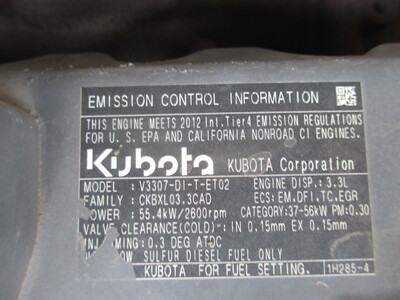 EMISSION CONTROL INFORMATION
THIS ENGINE MEETS 2012 Int.Tier4 EMISSION REGULATIONS
FOR U.S. EPA AND CALIFORNIA NONROAD CI ENGINES.
Kubota KUBOTA Corporation
MODEL : V3307-DI-T-ET02 ENGINE DISP.: 3.3L
FAMILY : CKBXL03.3CAD ECS: EM.DFI.TC.EGR
POWER : 55.4kW/2600rpm CATEGORY:37-56kW PM:0.30
VALVE CLEARANCE(COLD): IN 0.15mm EX 0.15mm
0.3 DEG ATDC
SULFUR DIESEL FUEL ONLY
KUBOTA FOR FUEL SETTING. 1H285-4